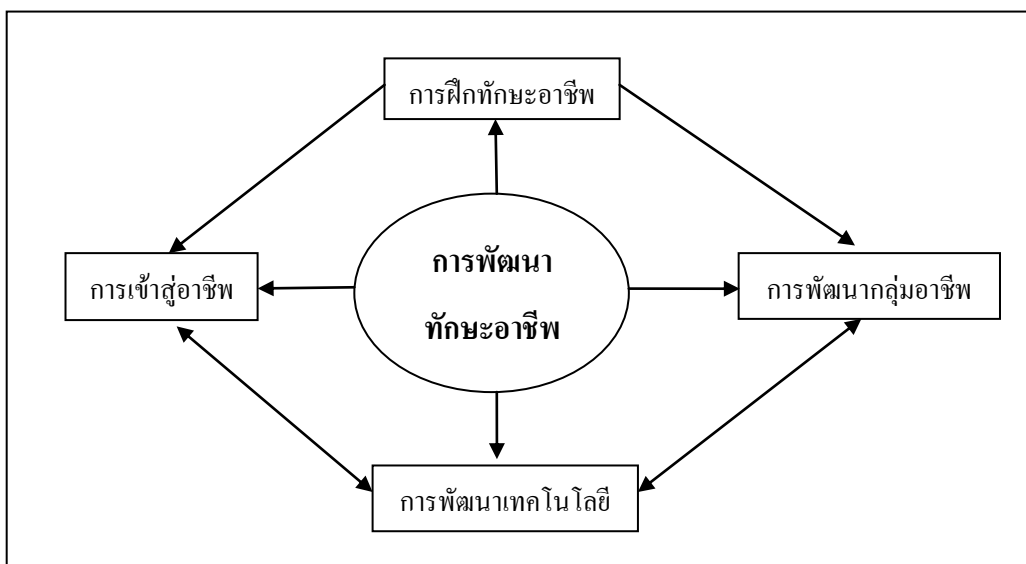 การฝึกทักษะอาชีพ
การพัฒนา
ทักษะอาชีพ
การเข้าสู่อาชีพ
การพัฒนากลุ่มอาชีพ
การพัฒนาเทคโนโลยี